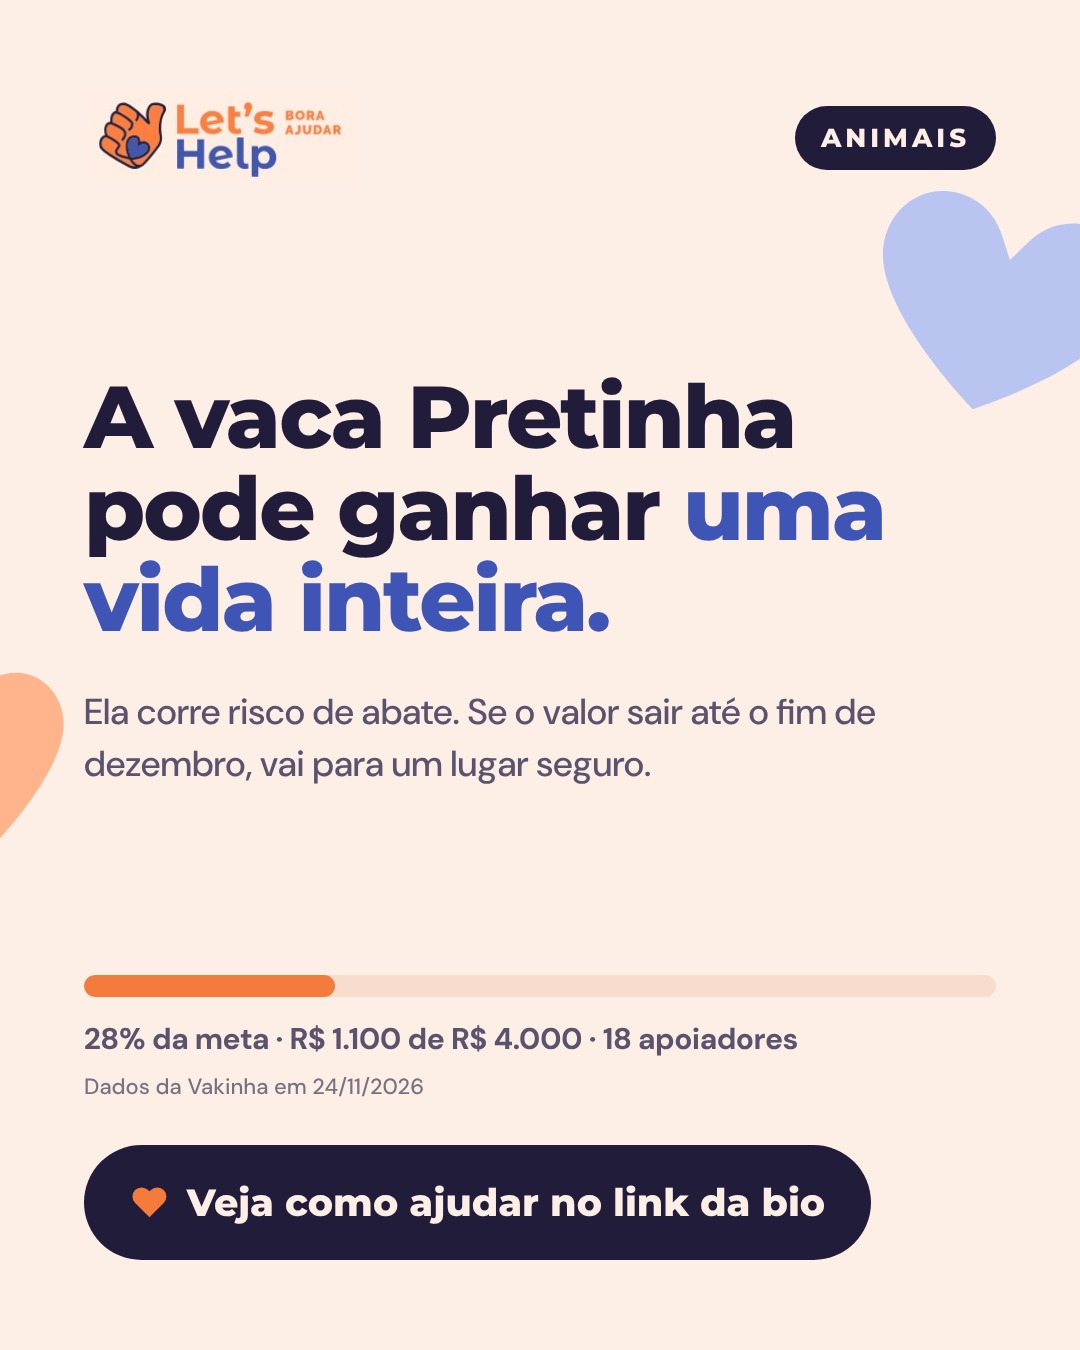 Let's
Help
BORA
AJUDAR
ANIMAIS
A vaca Pretinha
pode ganhar uma
vida inteira.
Ela corre risco de abate. Se o valor sair até o fim de
dezembro, vai para um lugar seguro.
28% da meta · R$ 1.100 de R$ 4.000 · 18 apoiadores
Dados da Vakinha em 24/11/2026
Veja como ajudar no link da bio